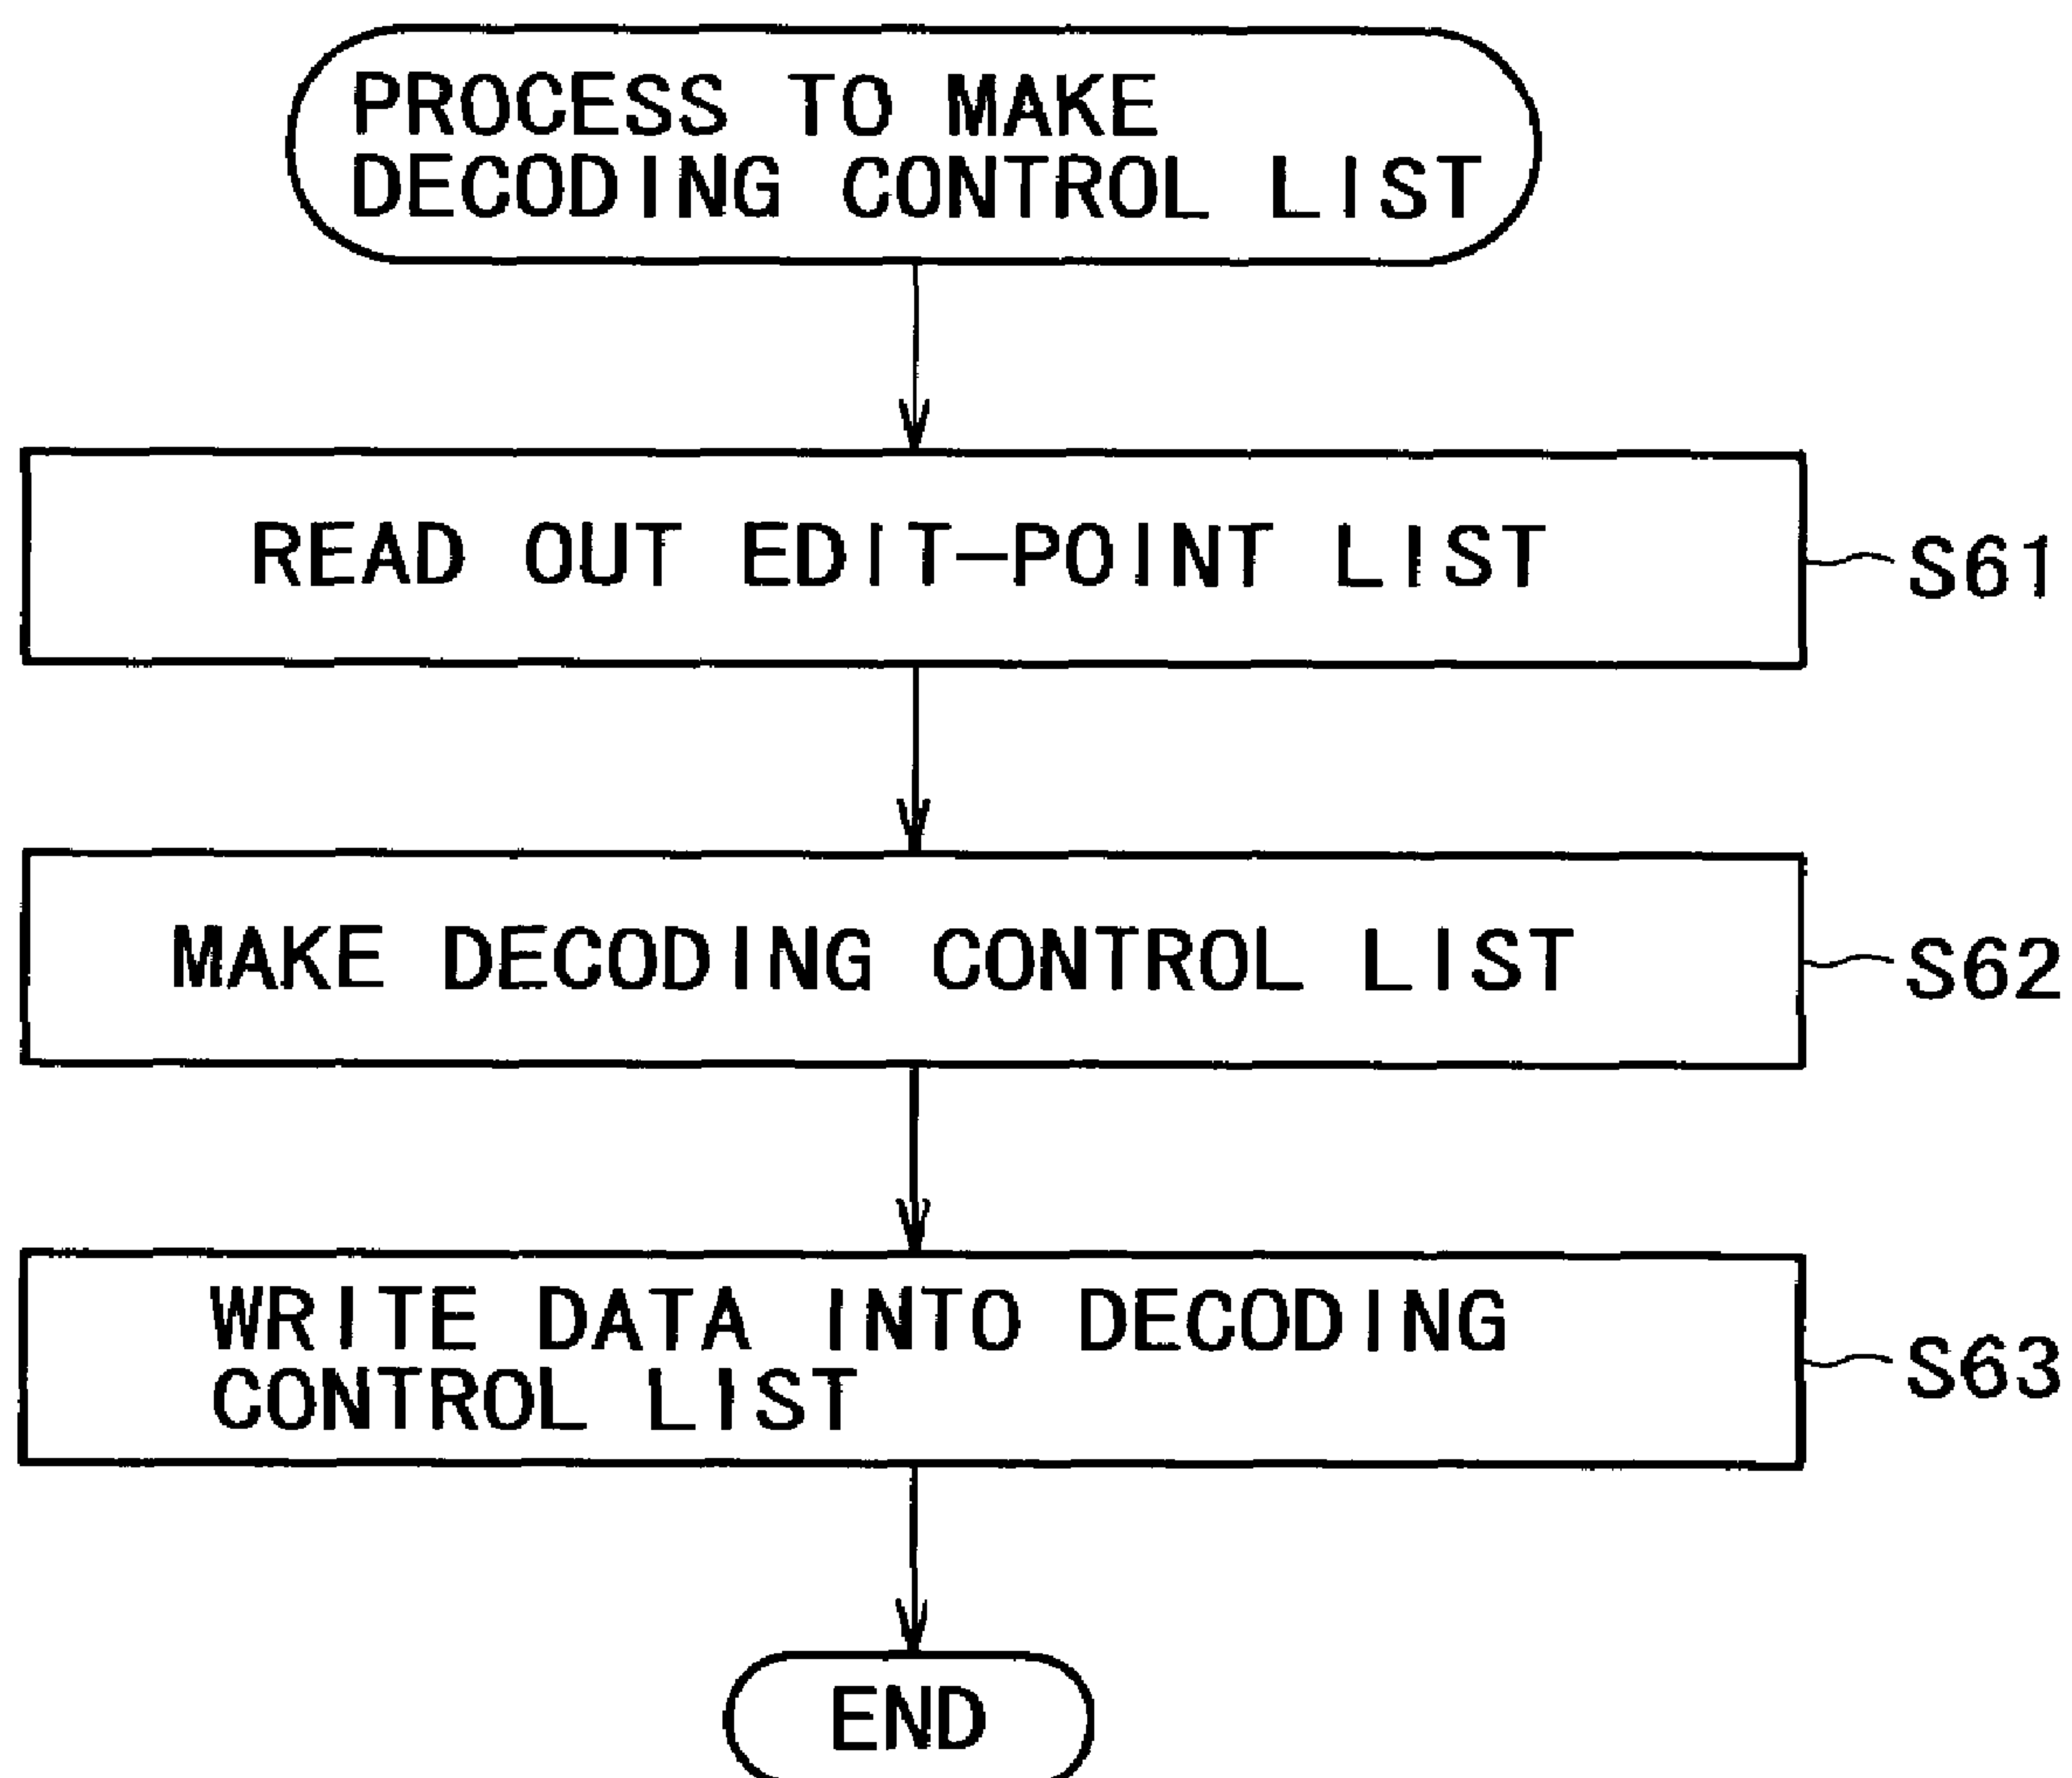 PROCESS TO MAKE
DECODING CONTROL LIST
READ OUT EDIT-POINT LIST
S61
MAKE DECODING CONTROL LIST
S62
WRITE DATA INTO DECODING
CONTROL LIST
S63
END